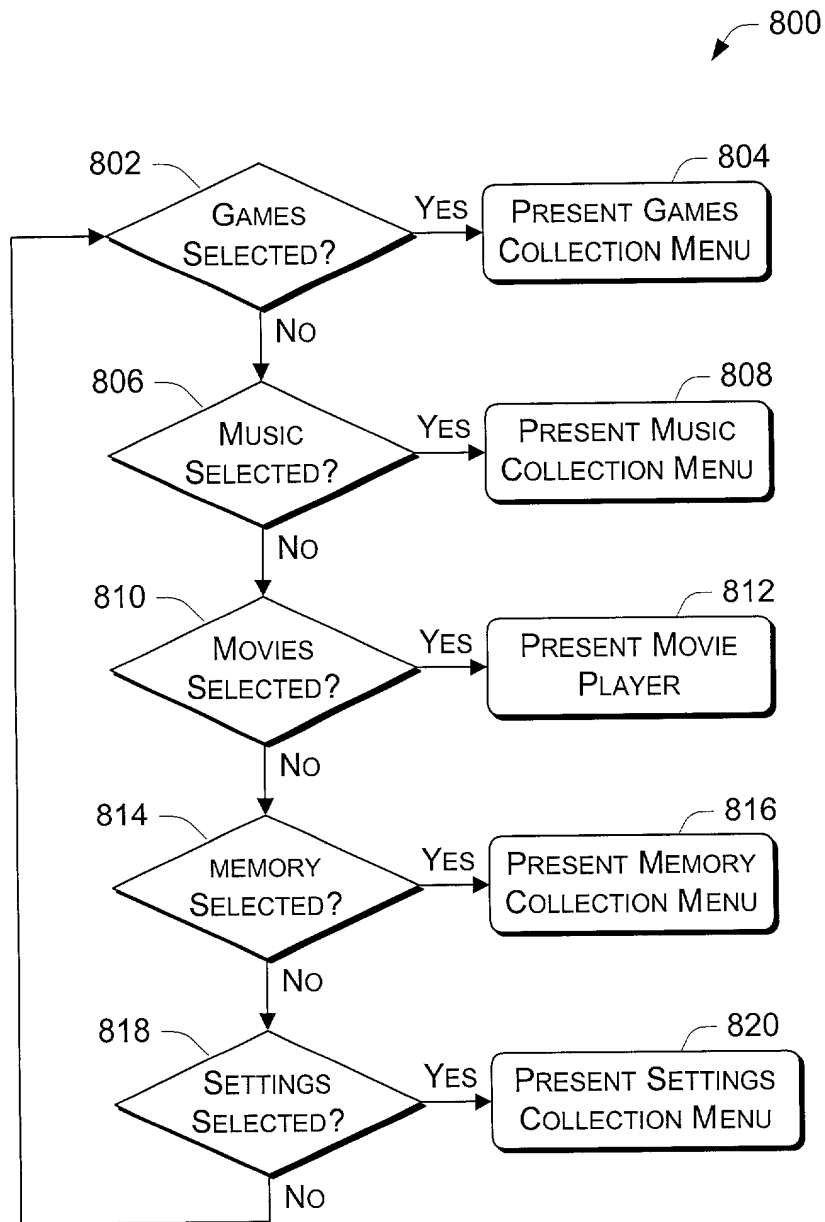 800
802
GAMES
SELECTED?
YES
804
PRESENT GAMES
COLLECTION MENU
NO
806
MUSIC
SELECTED?
YES
808
PRESENT MUSIC
COLLECTION MENU
NO
810
MOVIES
SELECTED?
YES
812
PRESENT MOVIE
PLAYER
NO
814
MEMORY
SELECTED?
YES
816
PRESENT MEMORY
COLLECTION MENU
NO
818
SETTINGS
SELECTED?
YES
820
PRESENT SETTINGS
COLLECTION MENU
NO